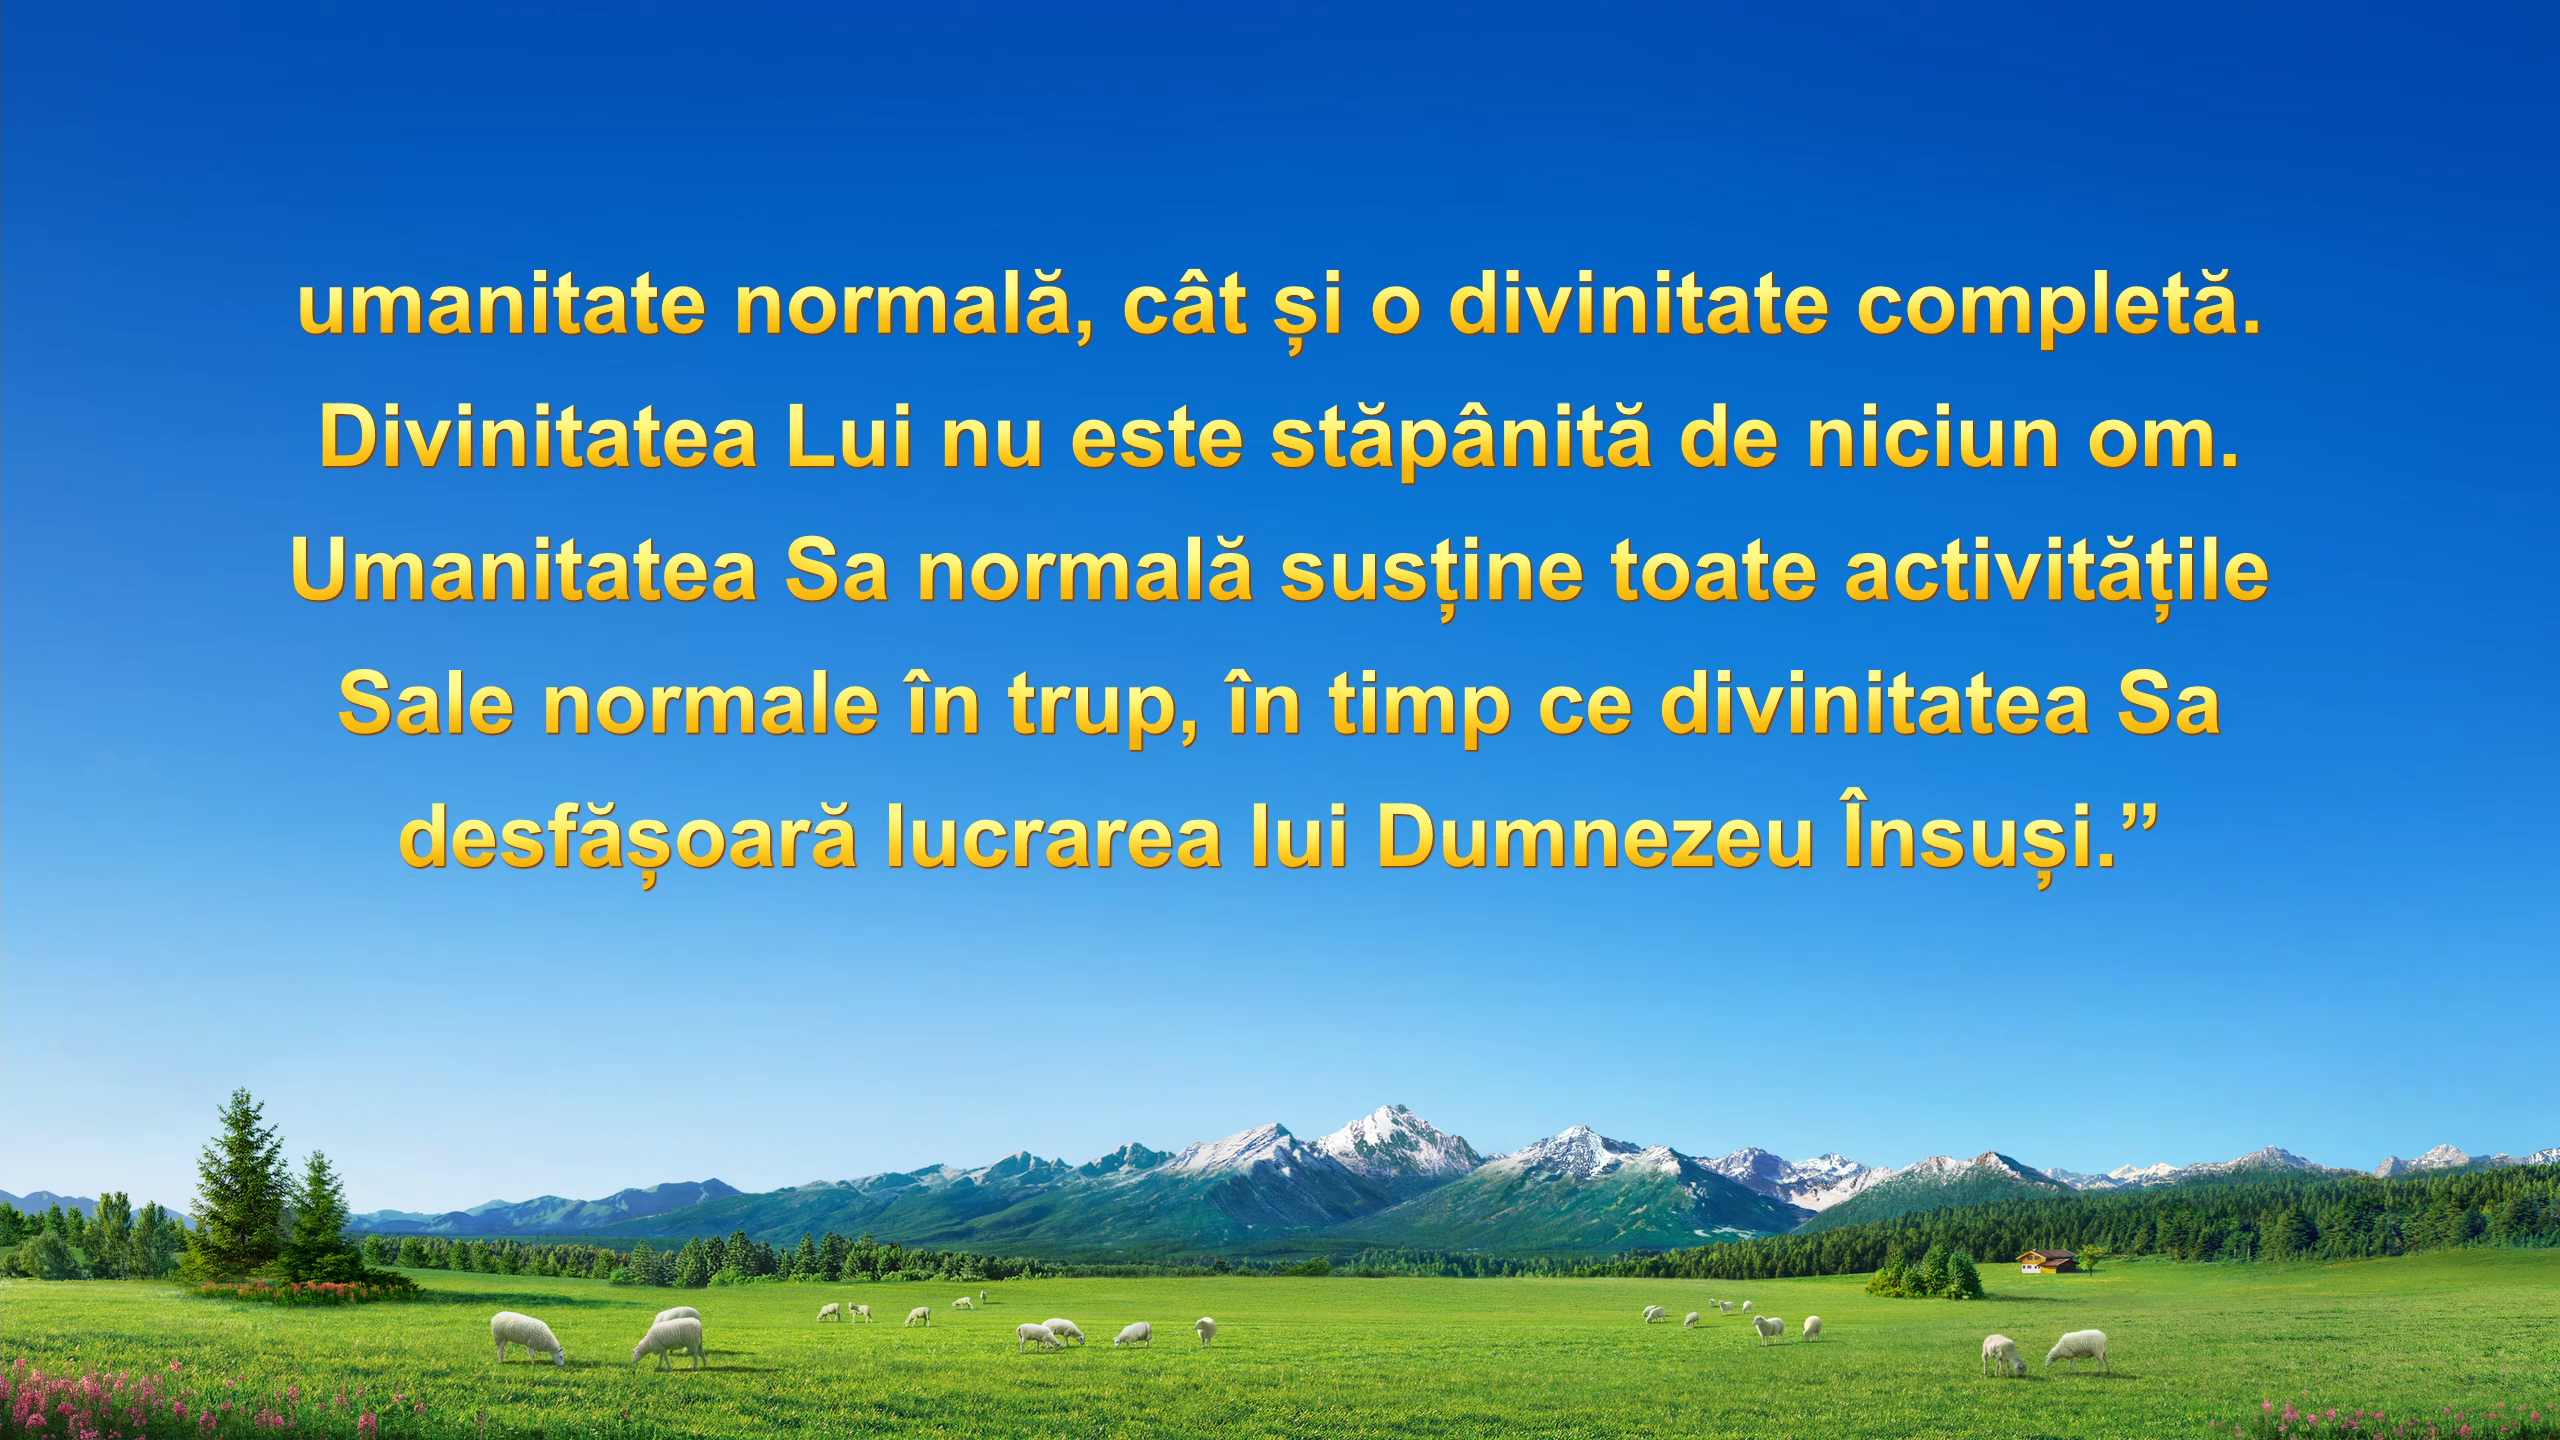 umanitate normală, cât și o divinitate completă.
Divinitatea Lui nu este stăpânită de niciun om.
Umanitatea Sa normală susține toate activitățile
Sale normale în trup, în timp ce divinitatea Sa
desfășoară lucrarea lui Dumnezeu Însuși.”